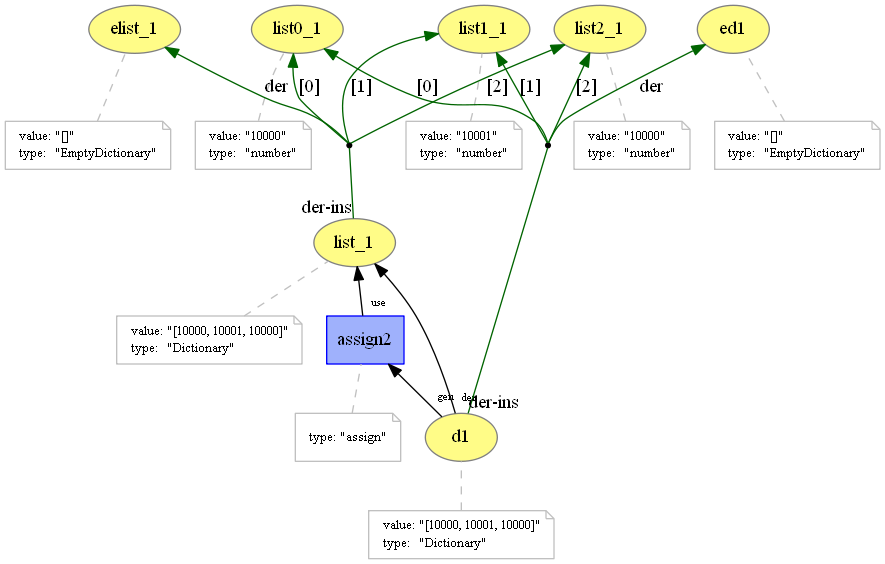 elist_1
list0_1
list1_1
list2_1
ed1
der
[0]
[1]
[0]
[2]
[1]
[2]
der
value: "[]"
type: "EmptyDictionary"
value: "10000"
type: "number"
value: "10001"
type: "number"
value: "10000"
type: "number"
value: "[]"
type: "EmptyDictionary"
der-ins
list_1
use
value: "[10000, 10001, 10000]"
type: "Dictionary"
assign2
gen
der
der-ins
type: "assign"
d1
value: "[10000, 10001, 10000]"
type: "Dictionary"